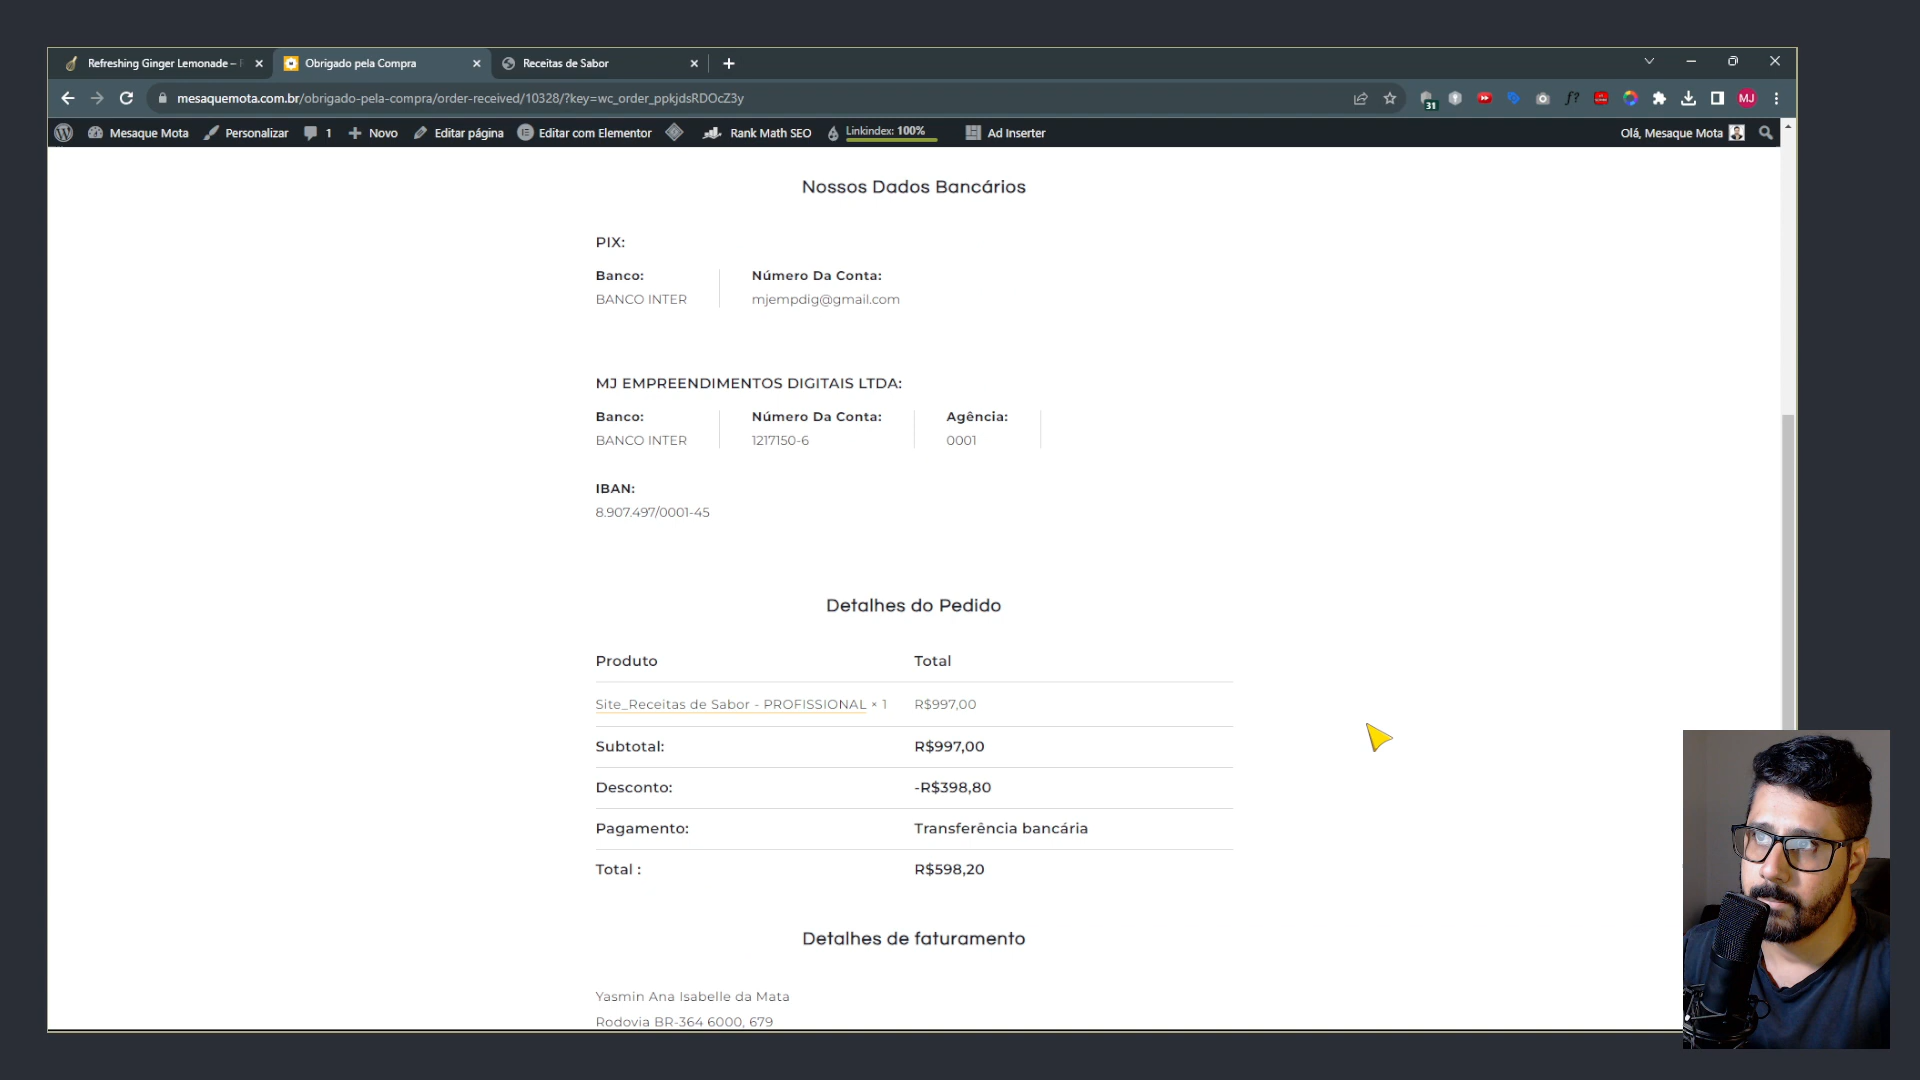 Refreshing Ginger Lemonade –
Obrigado pela Compra
Receitas de Sabor
mesaquemota.com.br/obrigado-pela-compra/order-received/10328/?key=wc_order_ppkjdsRDOcZ3y
31
f?
MJ
Mesaque Mota
Personalizar
1
Novo
Editar página
Editar com Elementor
Rank Math SEO
Linkindex: 100%
Ad Inserter
Olá, Mesaque Mota
Nossos Dados Bancários
PIX:
Banco: Número Da Conta:
BANCO INTER mjempdig@gmail.com
MJ EMPREENDIMENTOS DIGITAIS LTDA:
Banco: Número Da Conta: Agência:
BANCO INTER 1217150-6 0001
IBAN:
8.907.497/0001-45
Detalhes do Pedido
Produto Total
Site_Receitas de Sabor - PROFISSIONAL × 1 R$997,00
Subtotal: R$997,00
Desconto: -R$398,80
Pagamento: Transferência bancária
Total : R$598,20
Detalhes de faturamento
Yasmin Ana Isabelle da Mata
Rodovia BR-364 6000, 679